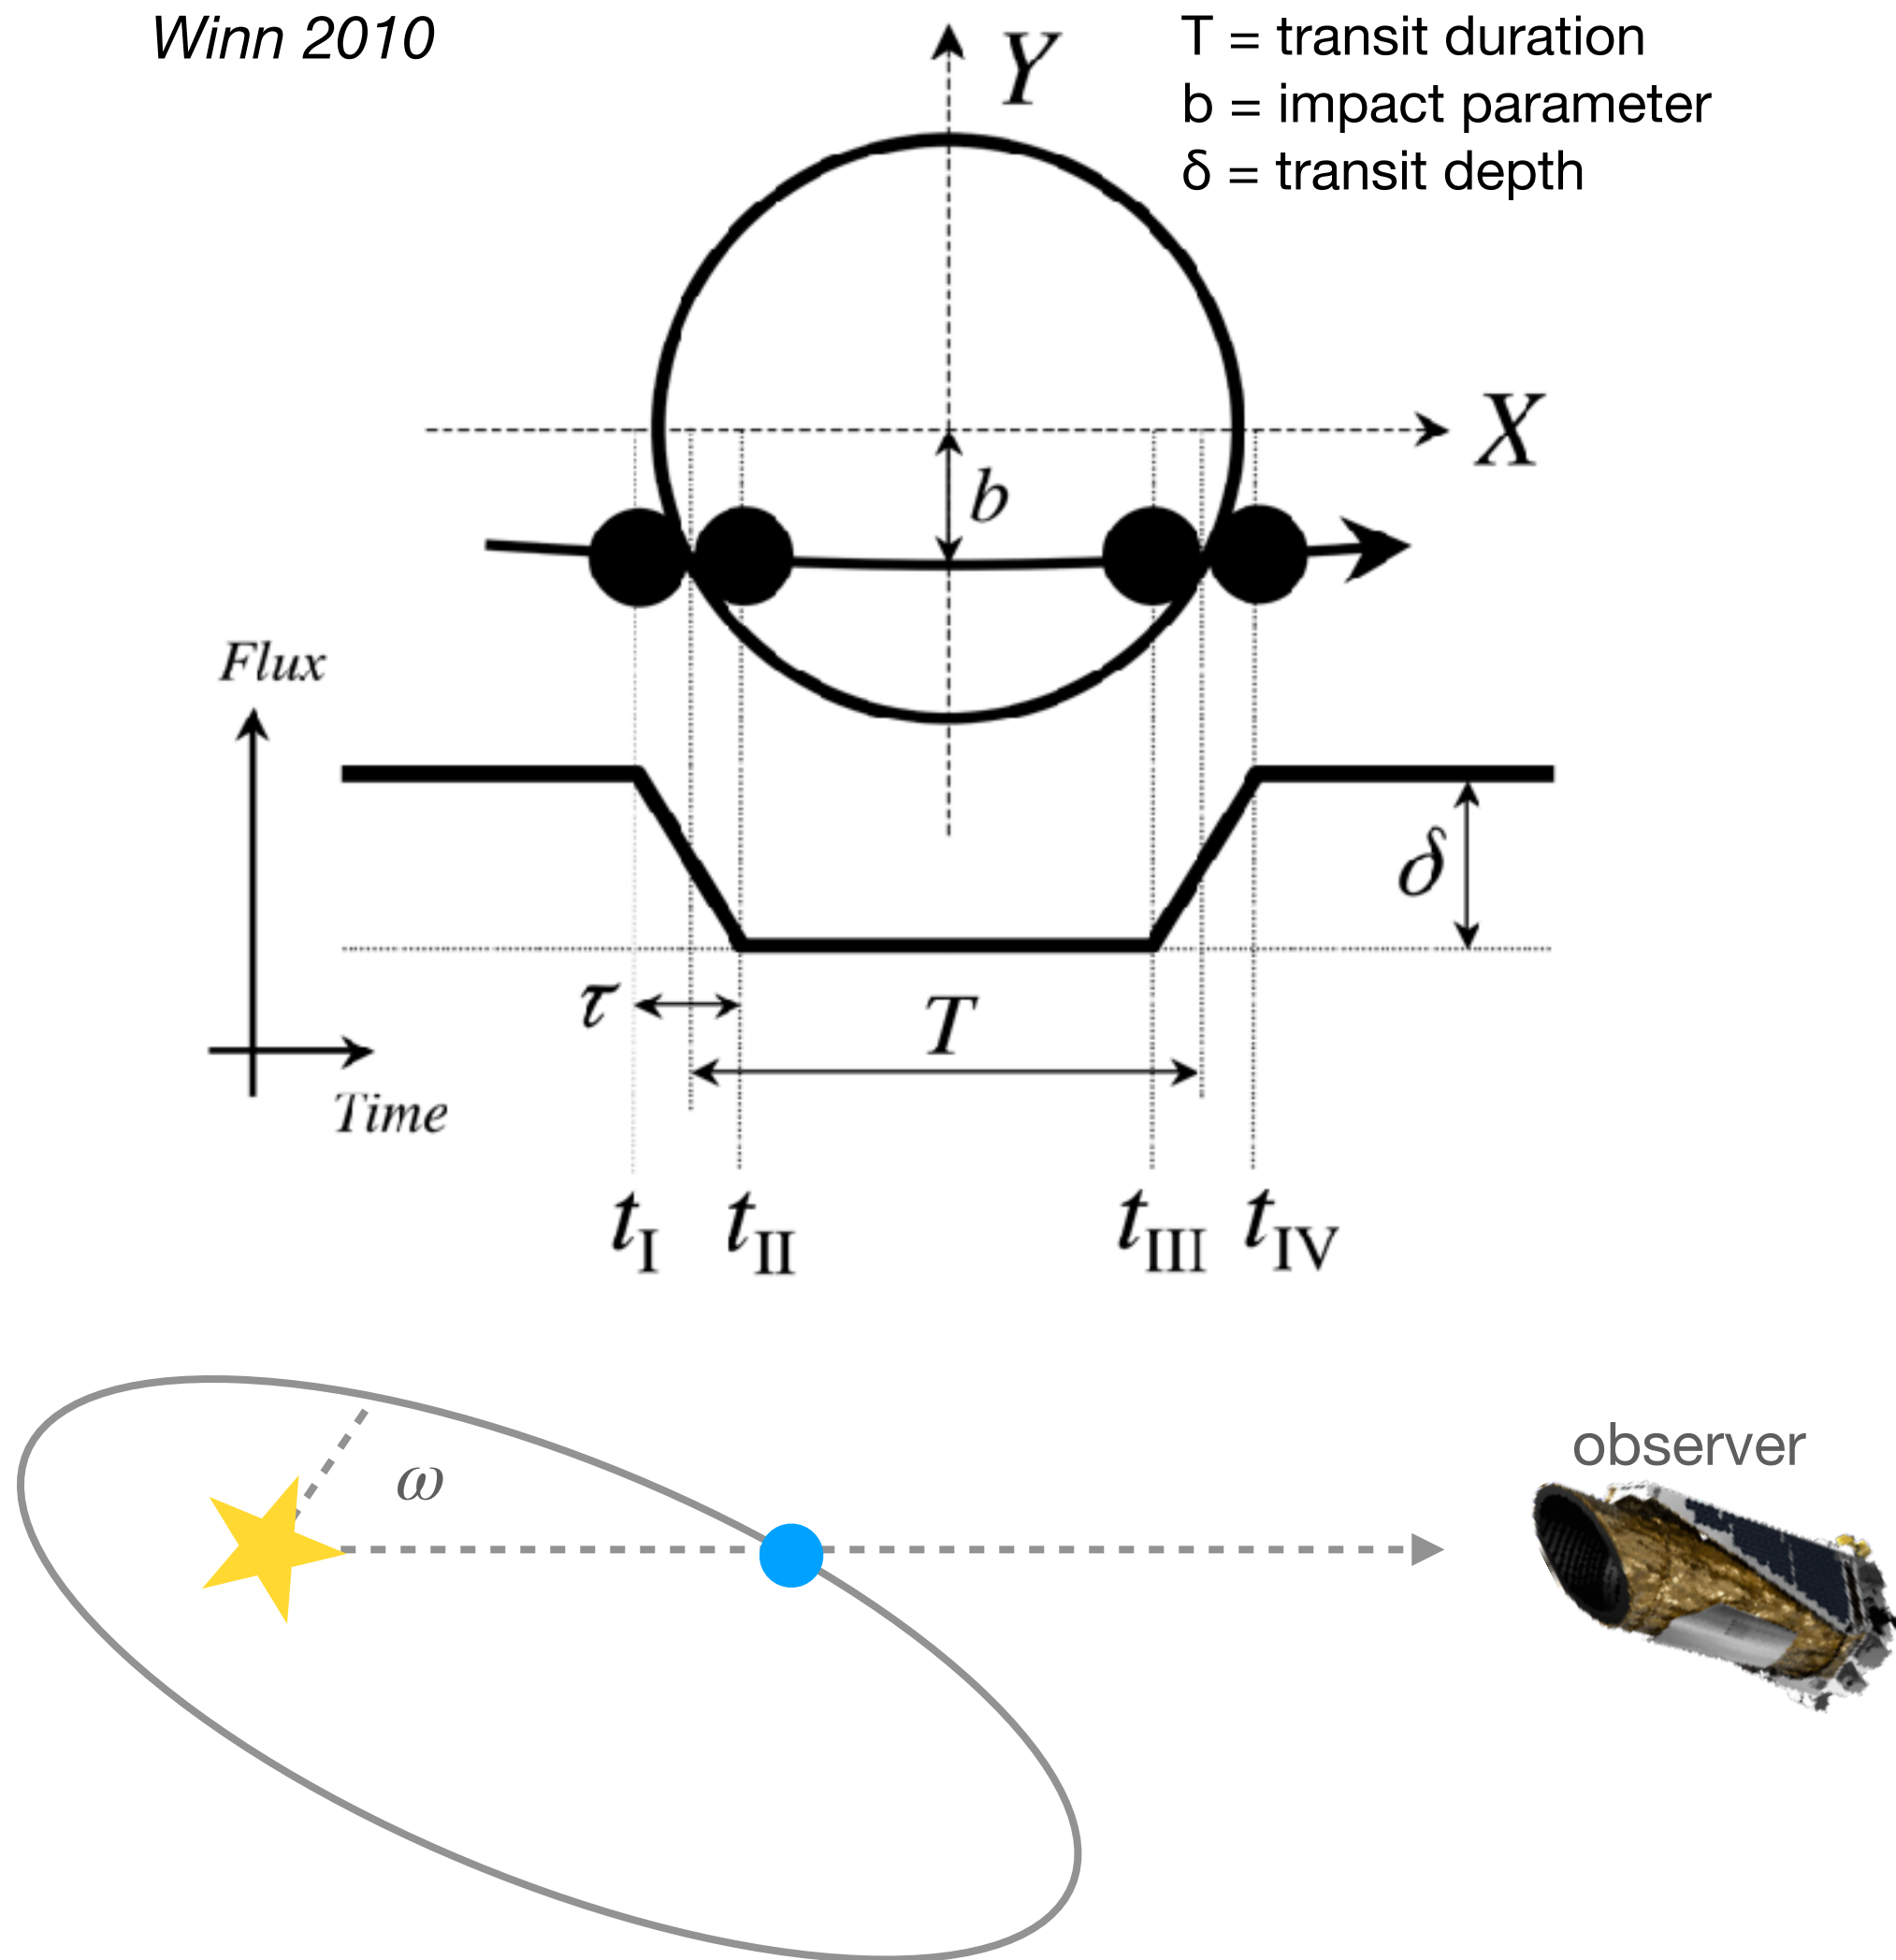 Winn 2010
T = transit duration
b = impact parameter
δ = transit depth
Y
X
b
Flux
δ
τ
T
Time
tI tII tIII tIV
observer
ω